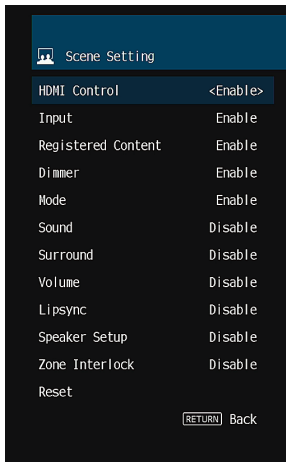 Scene Setting
HDMI Control <Enable>
Input Enable
Registered Content Enable
Dimmer Enable
Mode Enable
Sound Disable
Surround Disable
Volume Disable
Lipsync Disable
Speaker Setup Disable
Zone Interlock Disable
Reset
RETURN Back